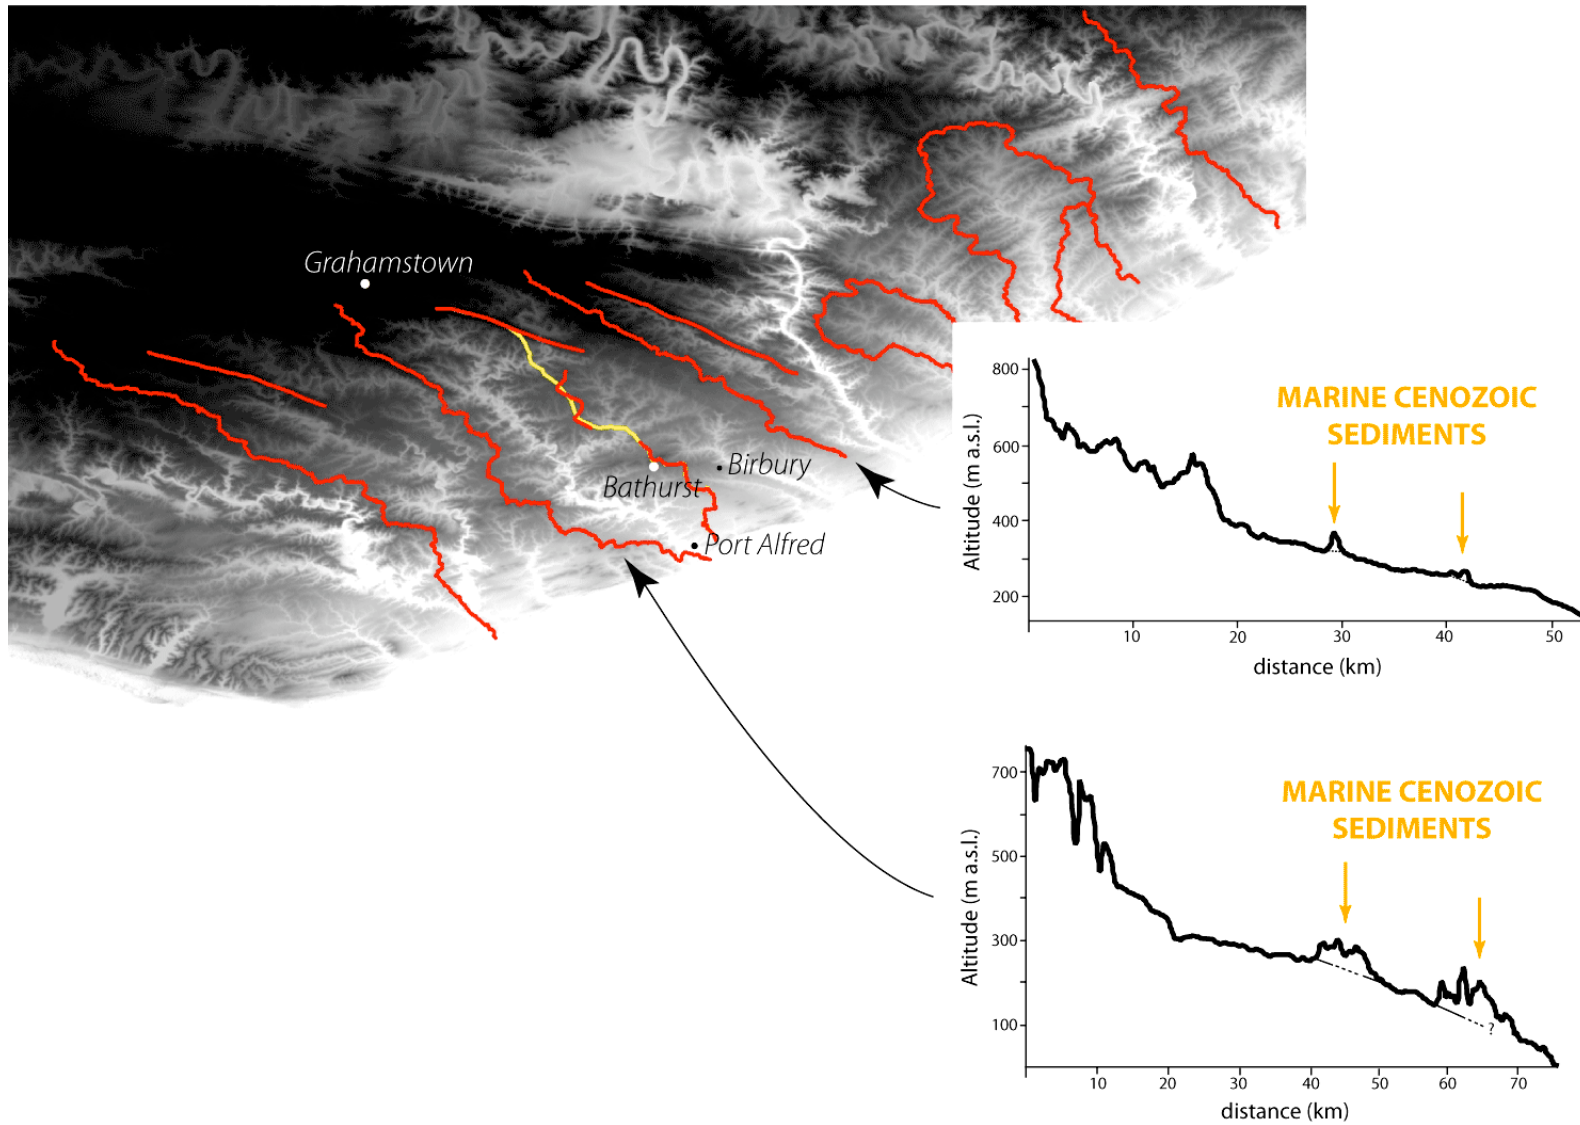 Grahamstown
Birbury
Bathurst
Port Alfred
MARINE CENOZOIC
SEDIMENTS
Altitude (m a.s.l.)
800
600
400
200
10 20 30 40 50
distance (km)
MARINE CENOZOIC
SEDIMENTS
Altitude (m a.s.l.)
700
500
300
100
?
10 20 30 40 50 60 70
distance (km)